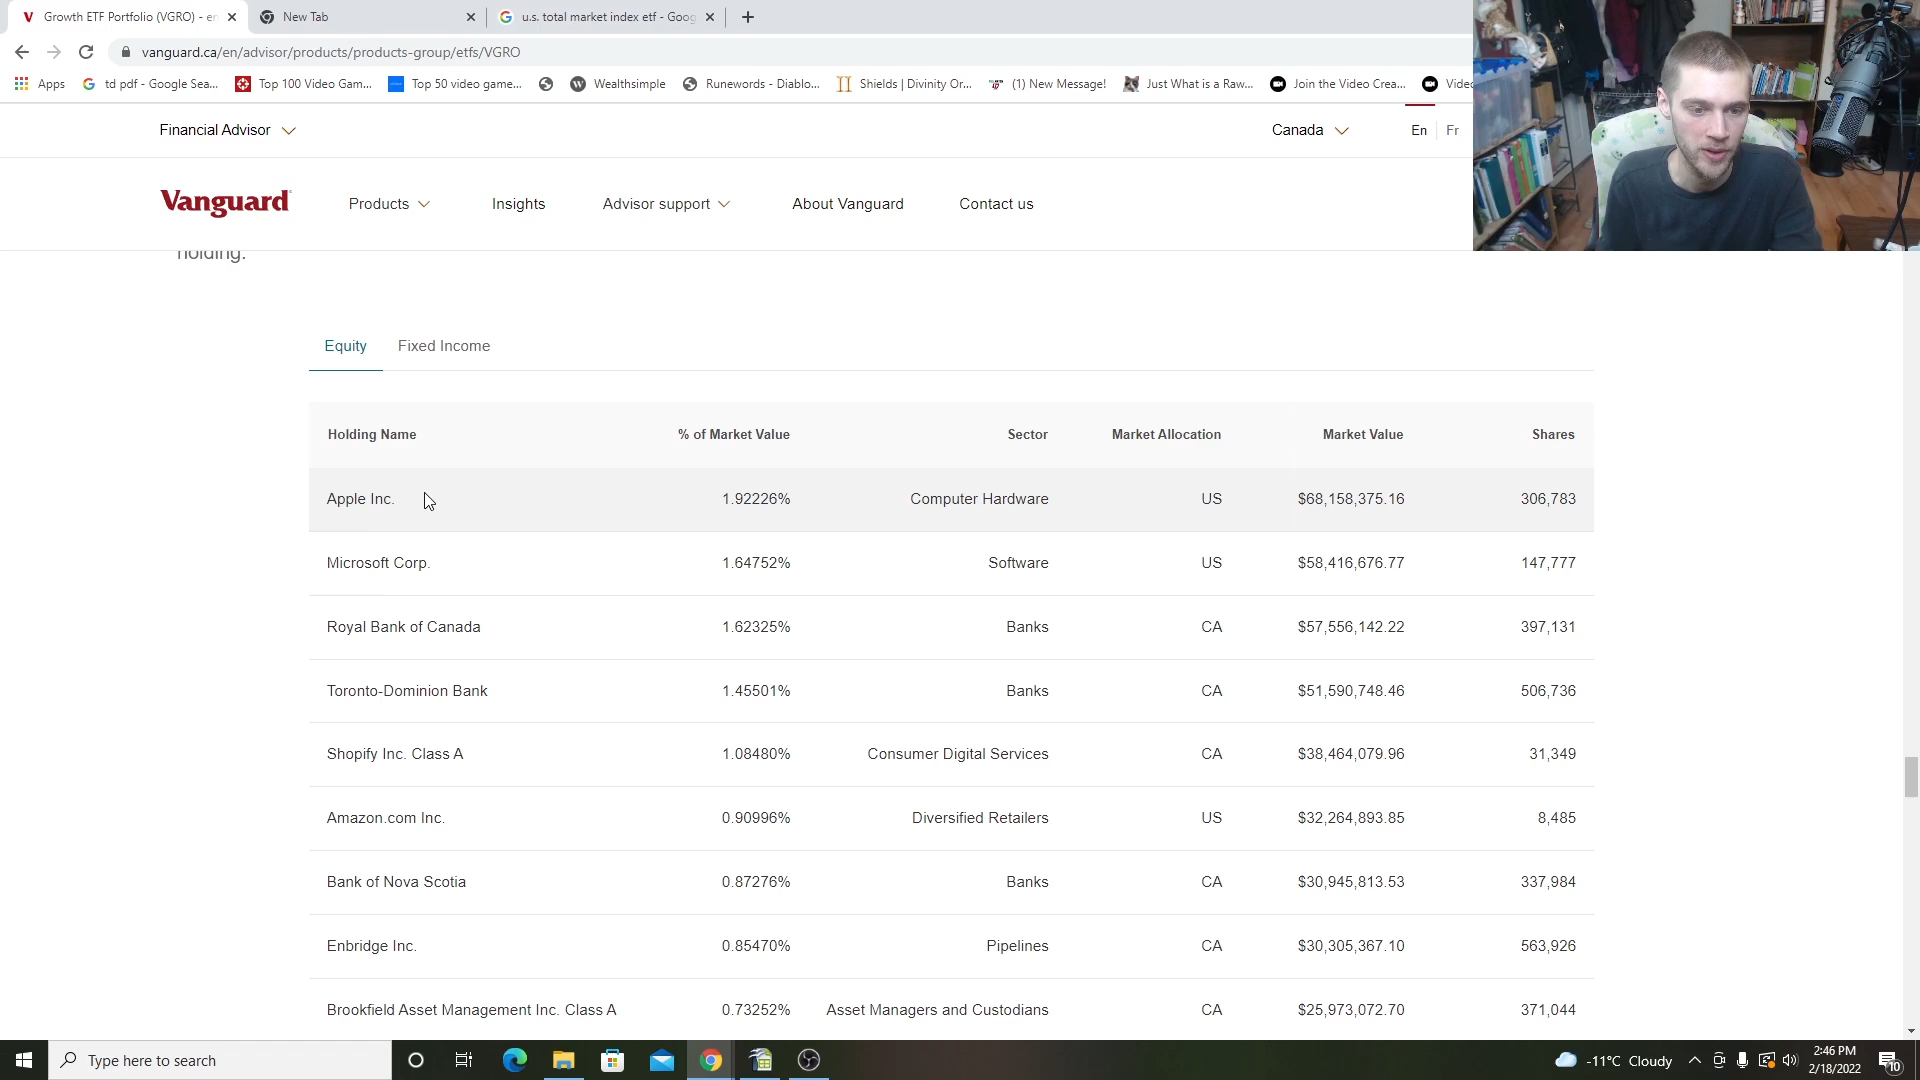 Growth ETF Portfolio (VGRO) - en
New Tab
u.s. total market index etf - Goog
vanguard.ca/en/advisor/products/products-group/etfs/VGRO
Apps
td pdf - Google Sea...
Top 100 Video Gam...
Top 50 video game...
Wealthsimple
Runewords - Diablo...
Shields | Divinity Or...
(1) New Message!
Just What is a Raw...
Join the Video Crea...
Vide
Financial Advisor
Canada
En
Fr
Vanguard
Products
Insights
Advisor support
About Vanguard
Contact us
holding.
Equity
Fixed Income
Holding Name % of Market Value Sector Market Allocation Market Value Shares
Apple Inc. 1.92226% Computer Hardware US $68,158,375.16 306,783
Microsoft Corp. 1.64752% Software US $58,416,676.77 147,777
Royal Bank of Canada 1.62325% Banks CA $57,556,142.22 397,131
Toronto-Dominion Bank 1.45501% Banks CA $51,590,748.46 506,736
Shopify Inc. Class A 1.08480% Consumer Digital Services CA $38,464,079.96 31,349
Amazon.com Inc. 0.90996% Diversified Retailers US $32,264,893.85 8,485
Bank of Nova Scotia 0.87276% Banks CA $30,945,813.53 337,984
Enbridge Inc. 0.85470% Pipelines CA $30,305,367.10 563,926
Brookfield Asset Management Inc. Class A 0.73252% Asset Managers and Custodians CA $25,973,072.70 371,044
Type here to search
-11°C Cloudy
2:46 PM
2/18/2022
10